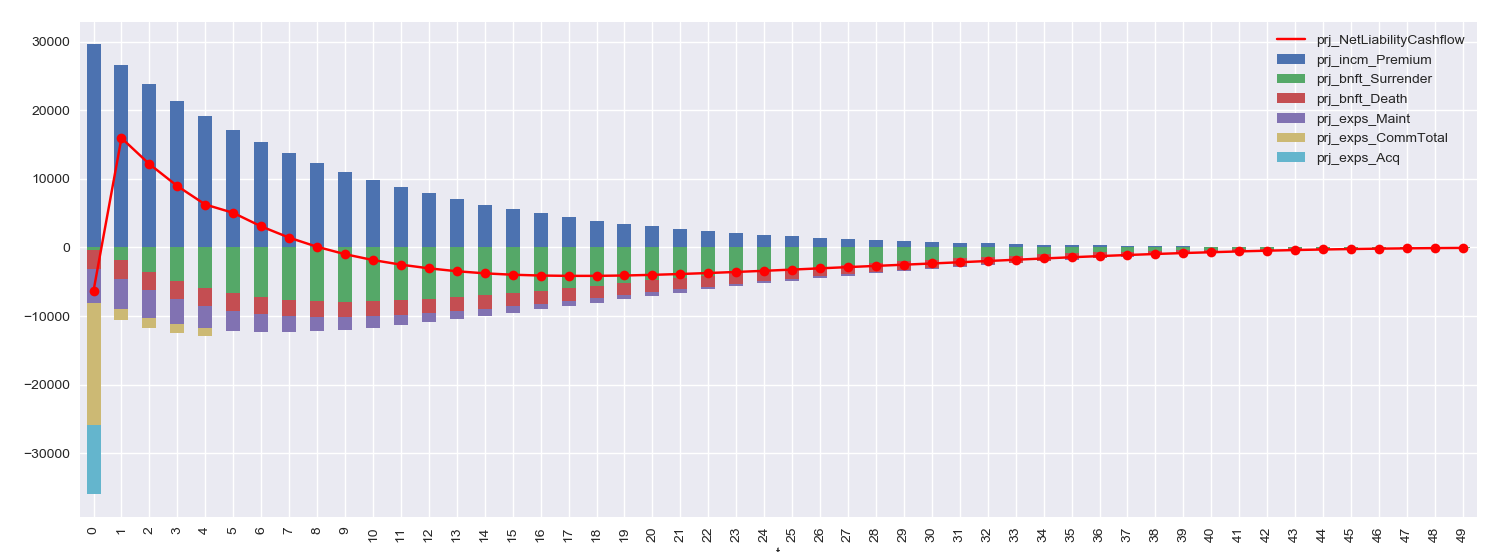 30000
20000
10000
0
−10000
−20000
−30000
prj_NetLiabilityCashflow
prj_incm_Premium
prj_bnft_Surrender
prj_bnft_Death
prj_exps_Maint
prj_exps_CommTotal
prj_exps_Acq
0 1 2 3 4 5 6 7 8 9 10 11 12 13 14 15 16 17 18 19 20 21 22 23 24 25 26 27 28 29 30 31 32 33 34 35 36 37 38 39 40 41 42 43 44 45 46 47 48 49